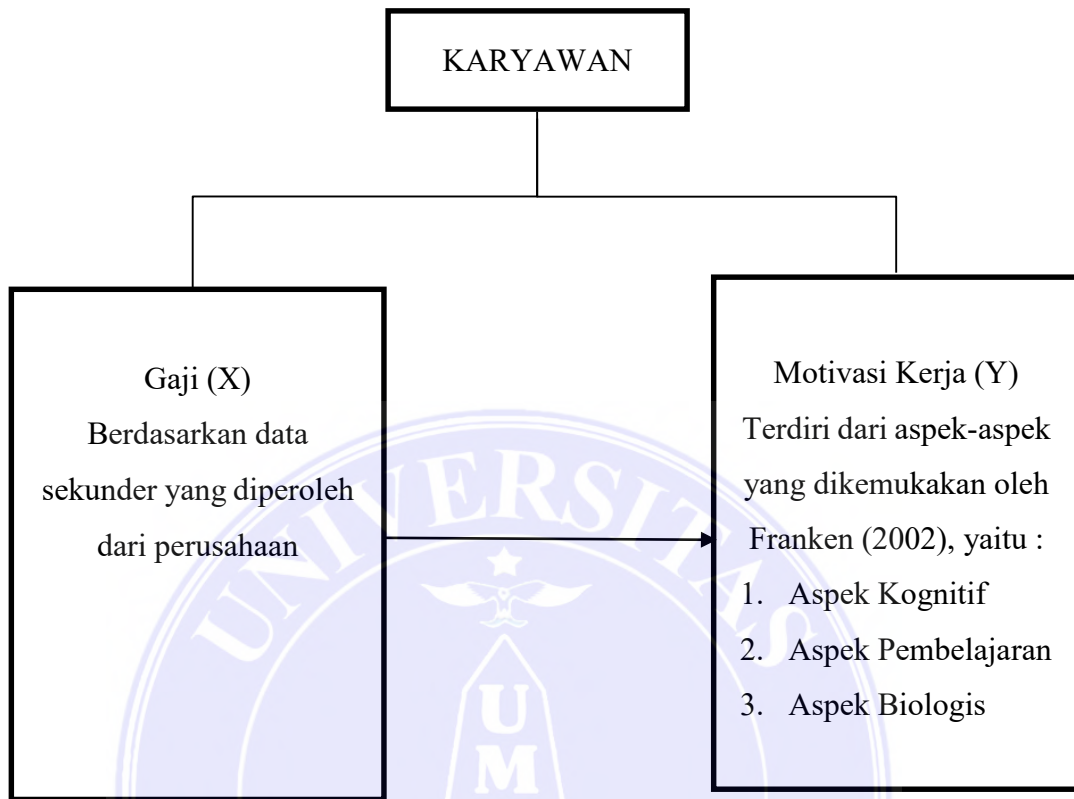 KARYAWAN
Gaji (X)
Berdasarkan data
sekunder yang diperoleh
dari perusahaan
Motivasi Kerja (Y)
Terdiri dari aspek-aspek
yang dikemukakan oleh
Franken (2002), yaitu :
1. Aspek Kognitif
2. Aspek Pembelajaran
3. Aspek Biologis
UNIVERSITAS
U
M